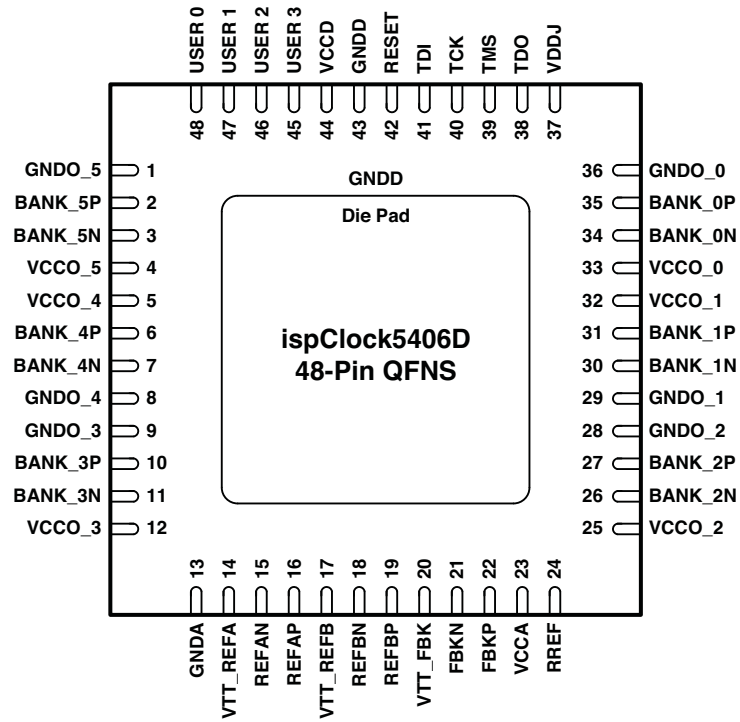 USER 0
USER 1
USER 2
USER 3
VCCD
GNDD
RESET
TDI
TCK
TMS
TDO
VDDJ
48
47
46
45
44
43
42
41
40
39
38
37
GNDO_5 1
BANK_5P 2
BANK_5N 3
VCCO_5 4
VCCO_4 5
BANK_4P 6
BANK_4N 7
GNDO_4 8
GNDO_3 9
BANK_3P 10
BANK_3N 11
VCCO_3 12
GNDD
Die Pad
ispClock5406D
48-Pin QFNS
36 GNDO_0
35 BANK_0P
34 BANK_0N
33 VCCO_0
32 VCCO_1
31 BANK_1P
30 BANK_1N
29 GNDO_1
28 GNDO_2
27 BANK_2P
26 BANK_2N
25 VCCO_2
13
14
15
16
17
18
19
20
21
22
23
24
GNDA
VTT_REFA
REFAN
REFAP
VTT_REFB
REFBN
REFBP
VTT_FBK
FBKN
FBKP
VCCA
RREF